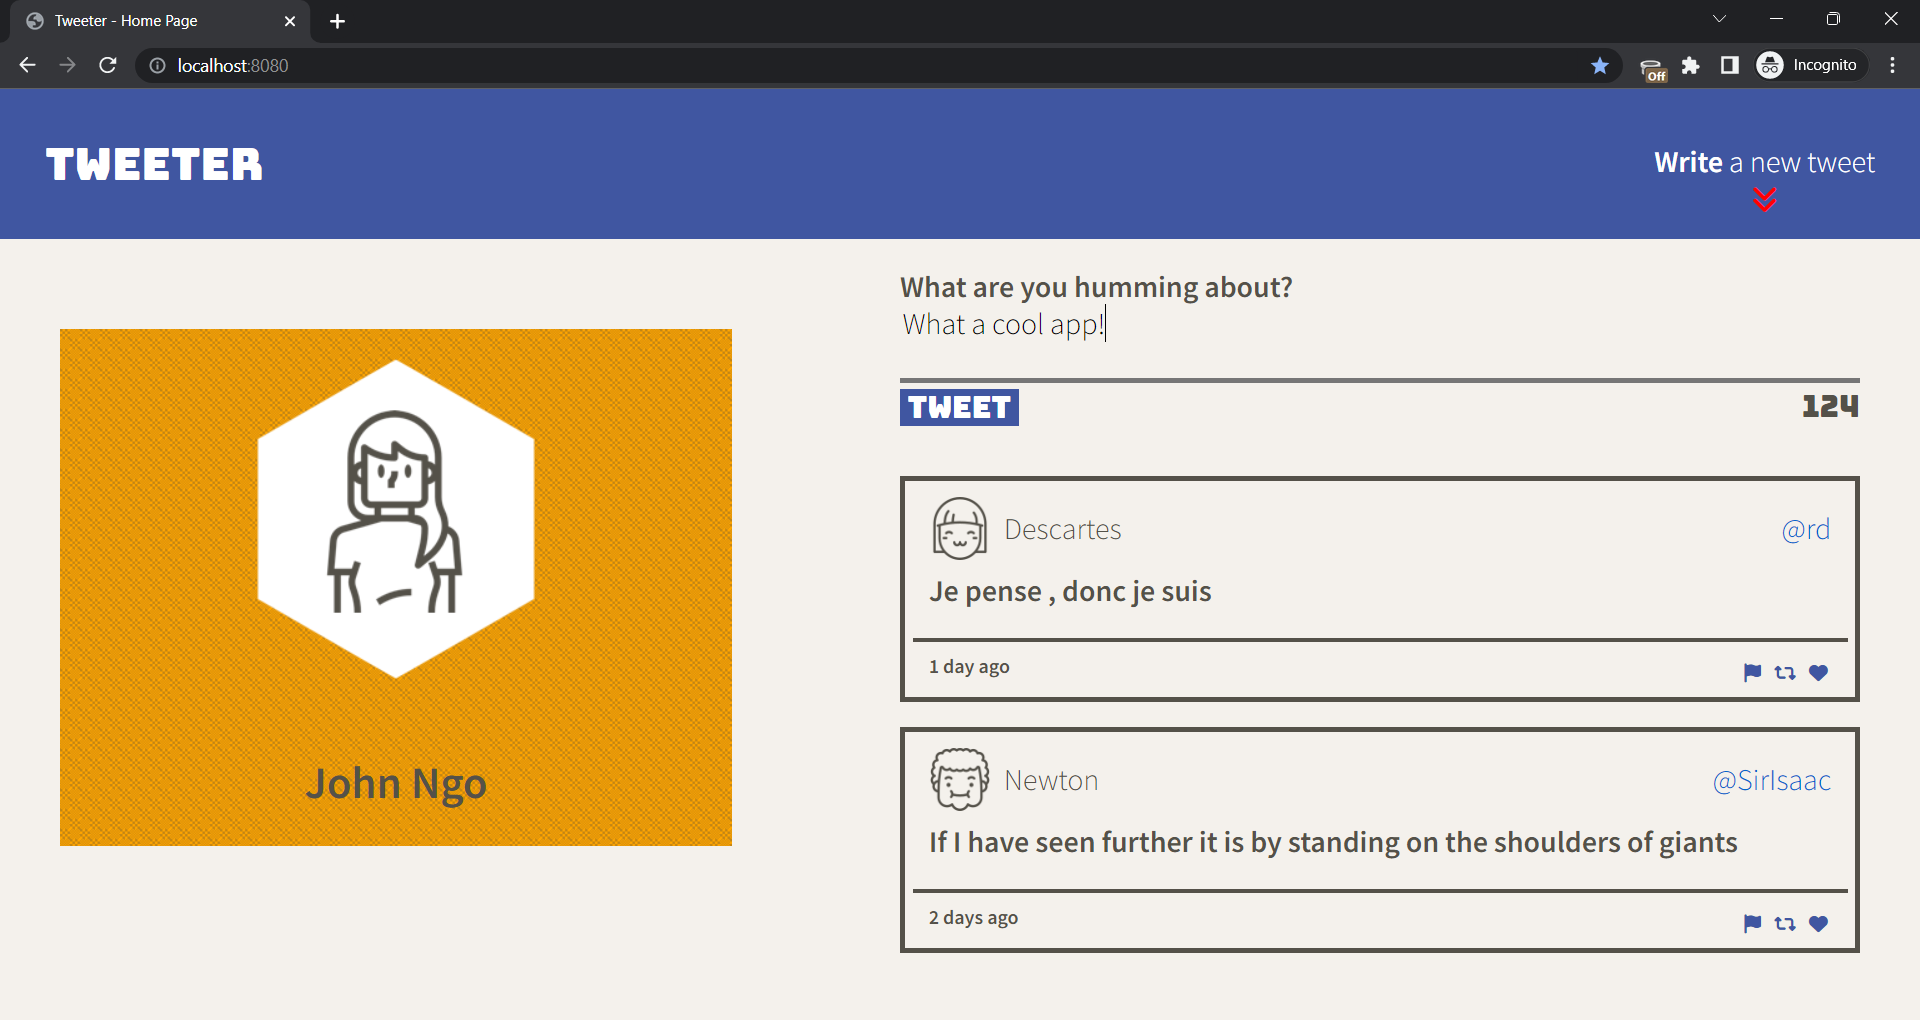 Tweeter - Home Page
localhost:8080
Off
Incognito
TWEETER
Write a new tweet
What are you humming about?
What a cool app!
TWEET
124
John Ngo
Descartes
@rd
Je pense , donc je suis
1 day ago
Newton
@SirIsaac
If I have seen further it is by standing on the shoulders of giants
2 days ago